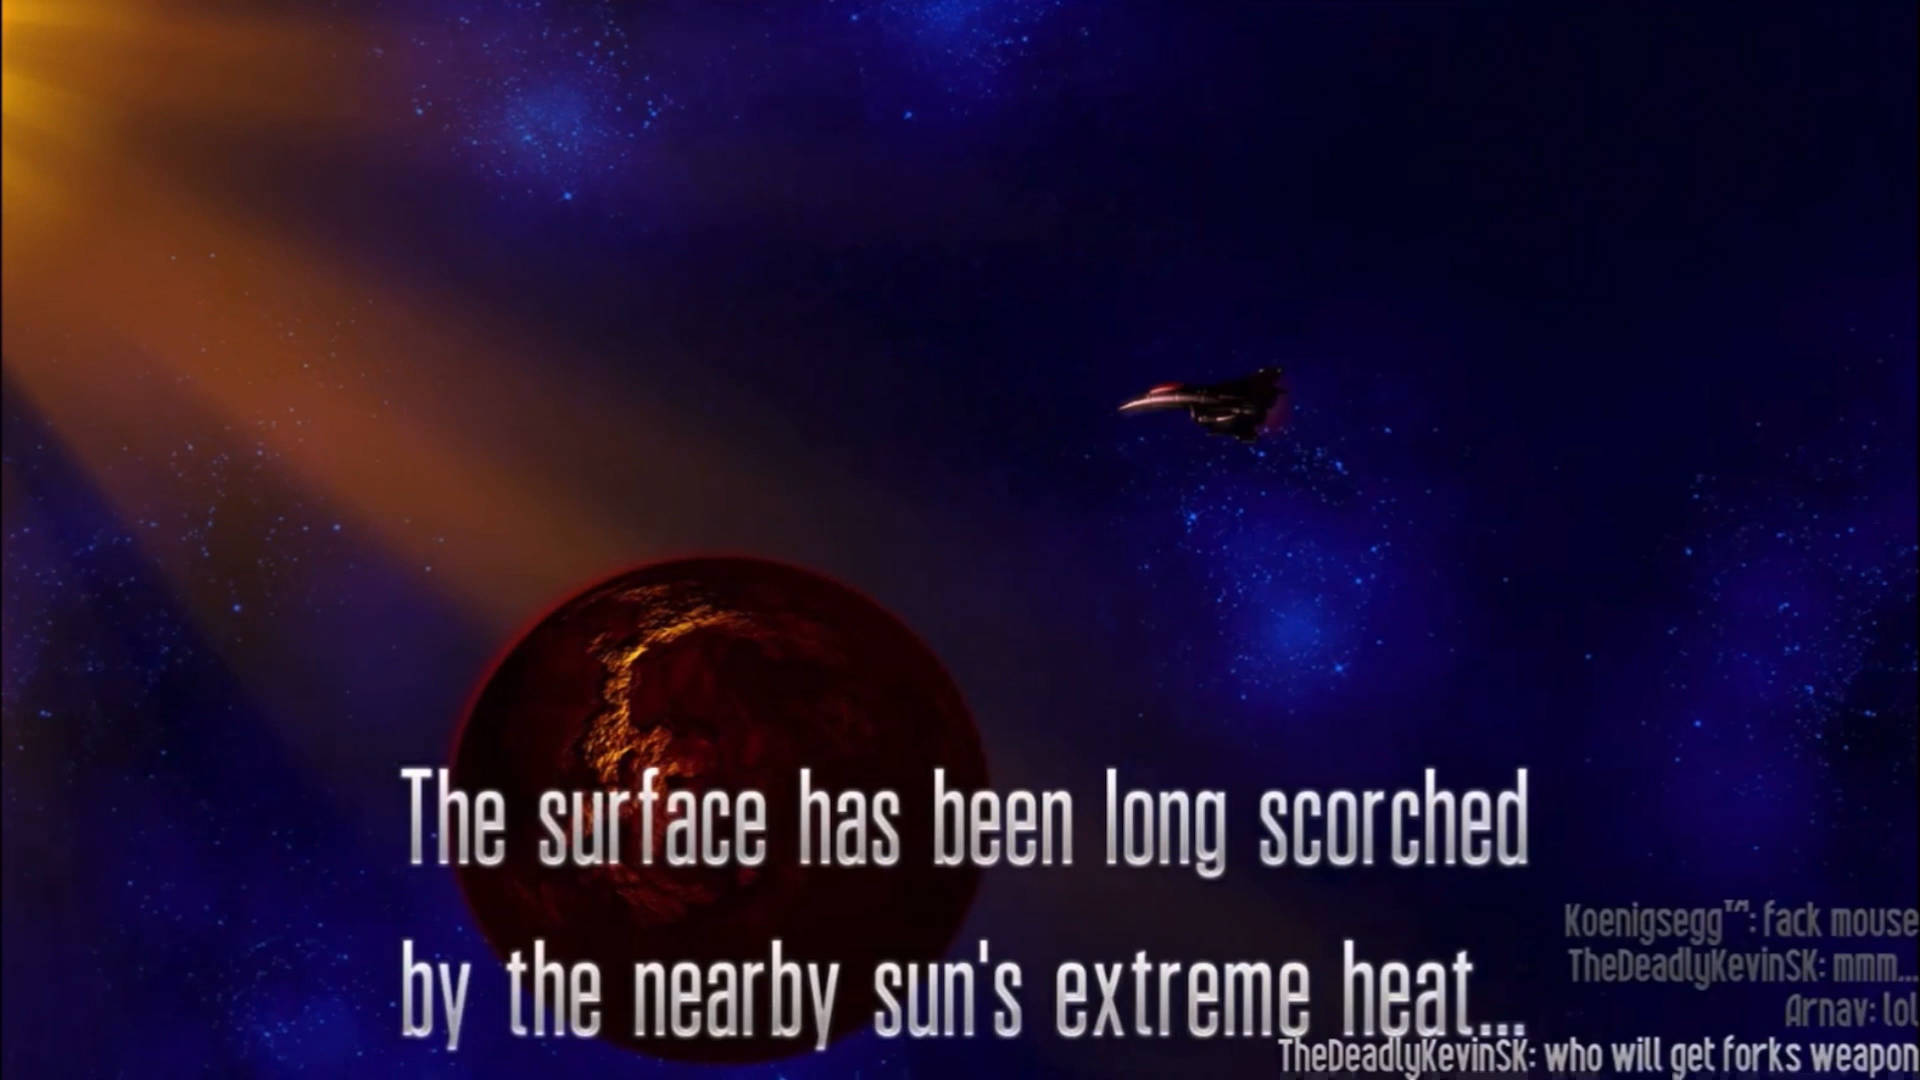 The surface has been long scorched
by the nearby sun's extreme heat...
Koenigsegg™: fack mouse
TheDeadlyKevinSK: mmm...
Arnav: lol
TheDeadlyKevinSK: who will get forks weapon